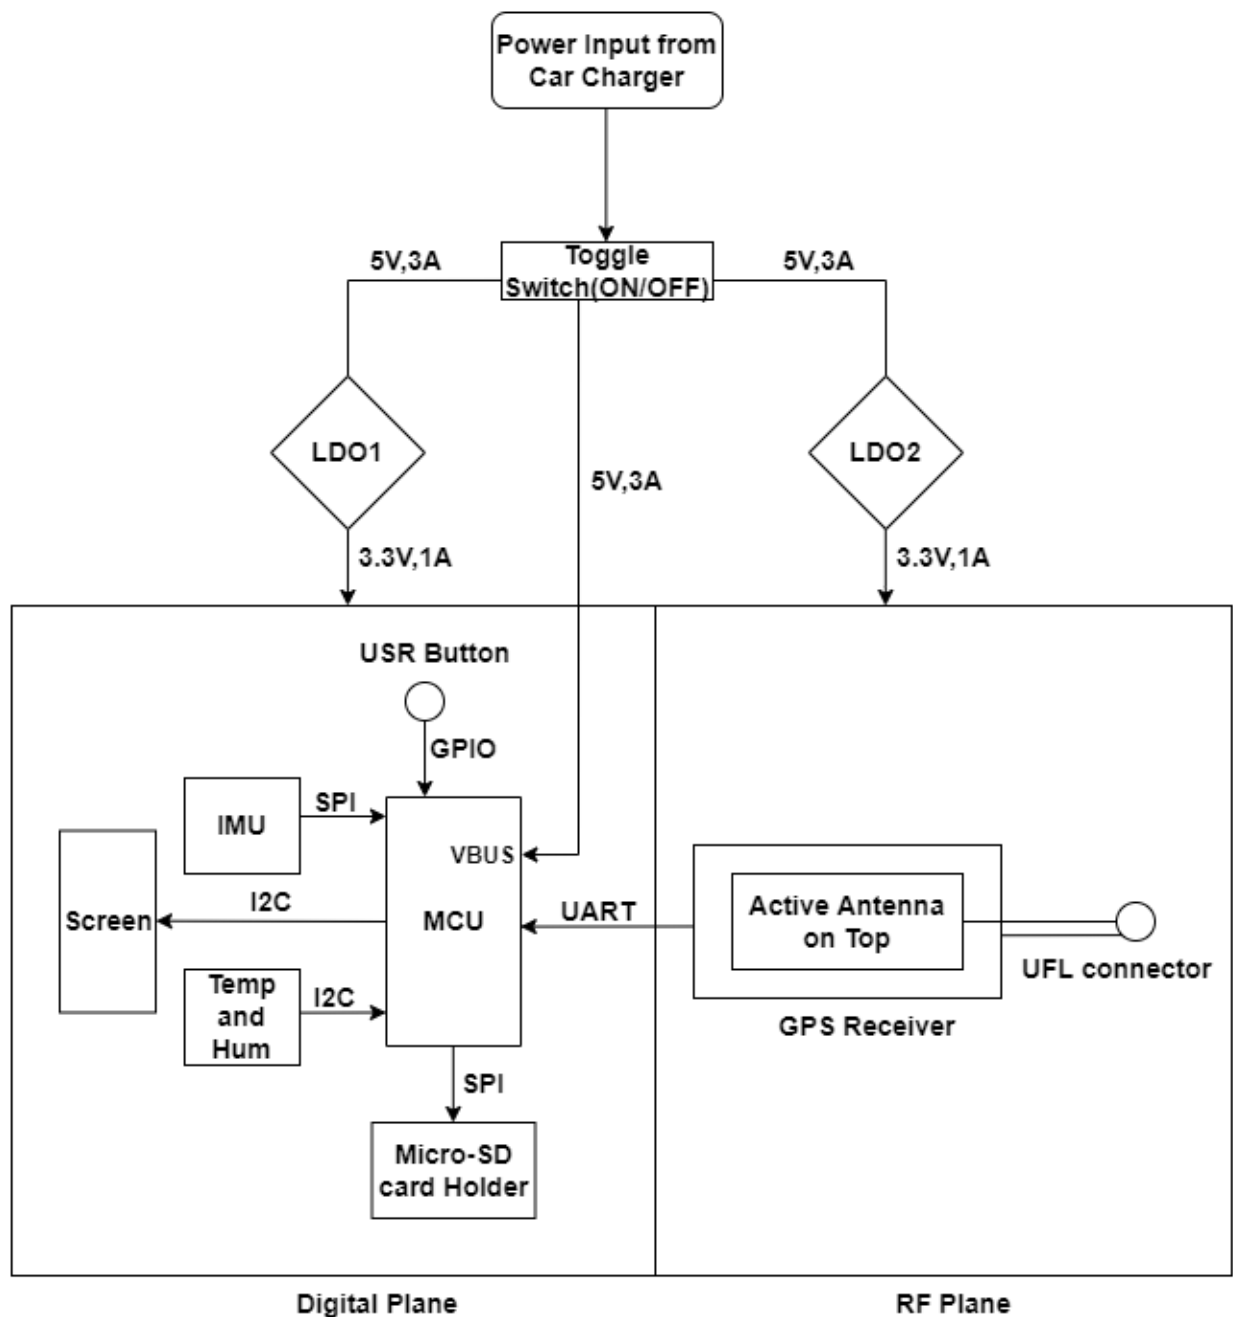 Power Input from
Car Charger
Toggle
Switch(ON/OFF)
5V,3A
5V,3A
LDO1
LDO2
5V,3A
3.3V,1A
3.3V,1A
USR Button
GPIO
IMU
SPI
VBUS
Screen
I2C
MCU
UART
Active Antenna
on Top
UFL connector
GPS Receiver
Temp
and
Hum
I2C
SPI
Micro-SD
card Holder
Digital Plane
RF Plane